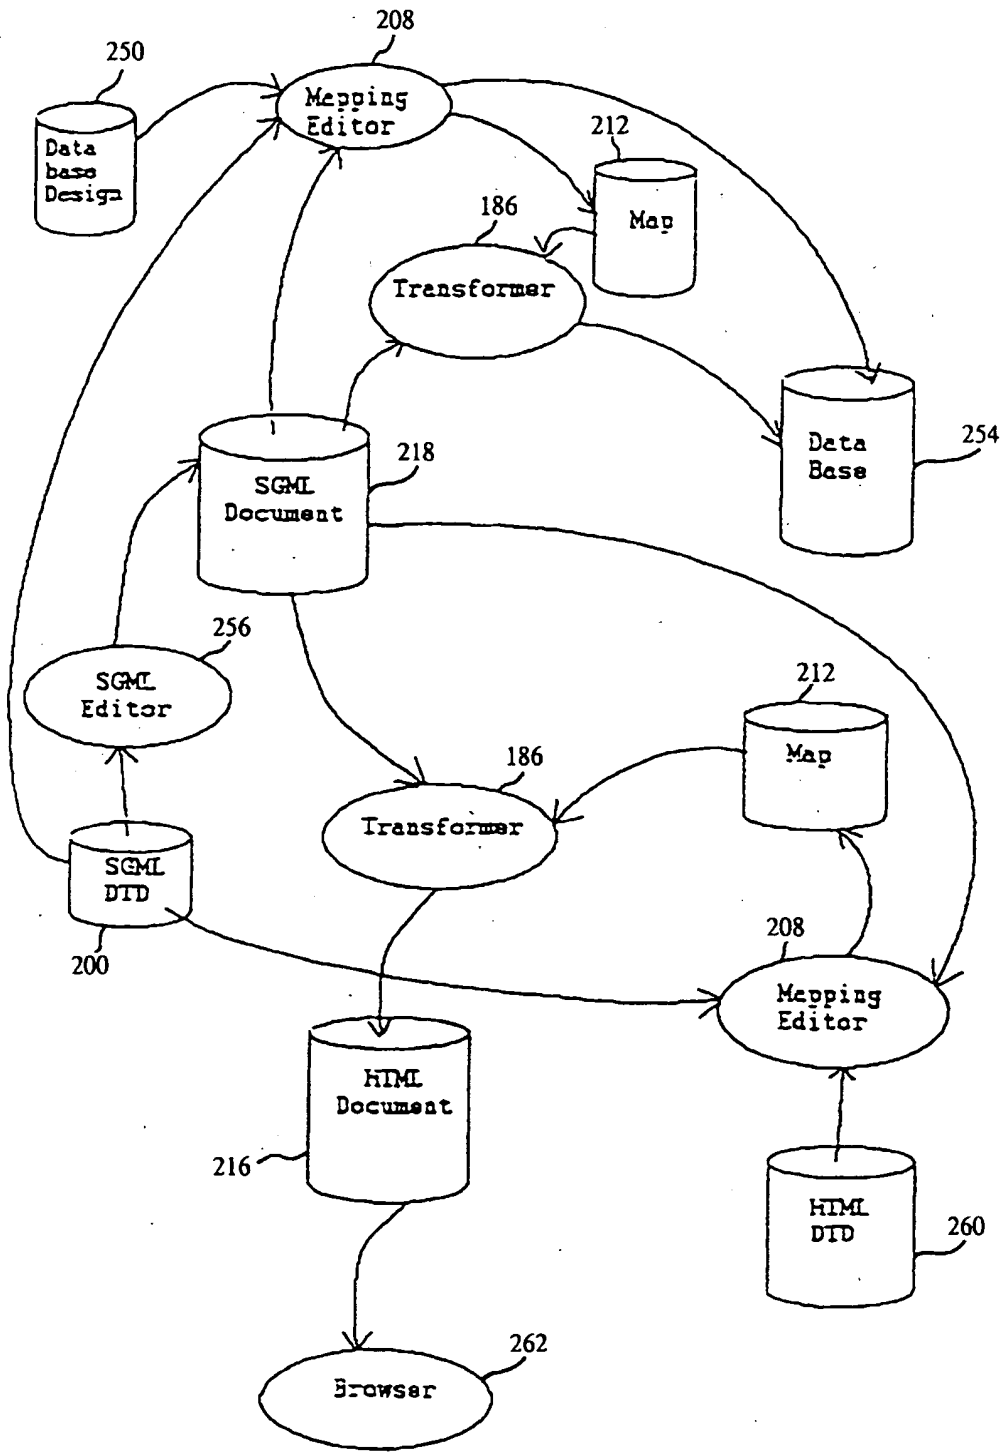 208
250
Mapping
Editor
Data
base
Design
212
Map
186
Transformer
Data
Base
254
218
SGML
Document
256
SGML
Editor
212
Map
186
Transformer
SGML
DTD
200
208
Mapping
Editor
HTML
Document
216
HTML
DTD
260
262
Browser